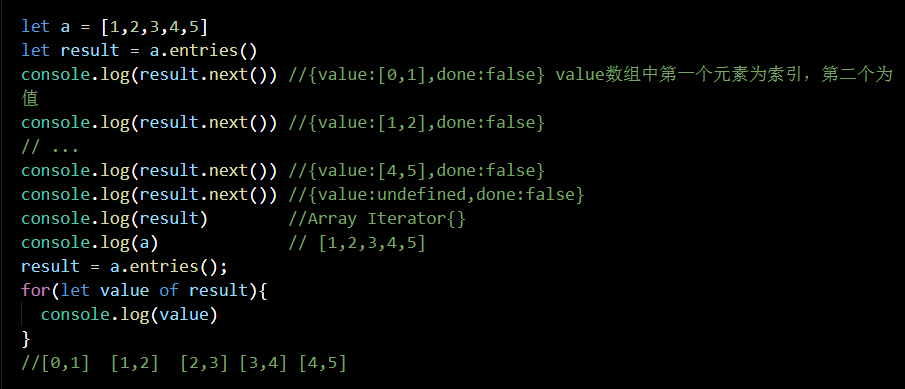 let a = [1,2,3,4,5]
let result = a.entries()
console.log(result.next()) //{value:[0,1],done:false} value数组中第一个元素为索引，第二个为
值
console.log(result.next()) //{value:[1,2],done:false}
// ...
console.log(result.next()) //{value:[4,5],done:false}
console.log(result.next()) //{value:undefined,done:false}
console.log(result)        //Array Iterator{}
console.log(a)             // [1,2,3,4,5]
result = a.entries();
for(let value of result){
  console.log(value)
}
//[0,1]  [1,2]  [2,3] [3,4] [4,5]